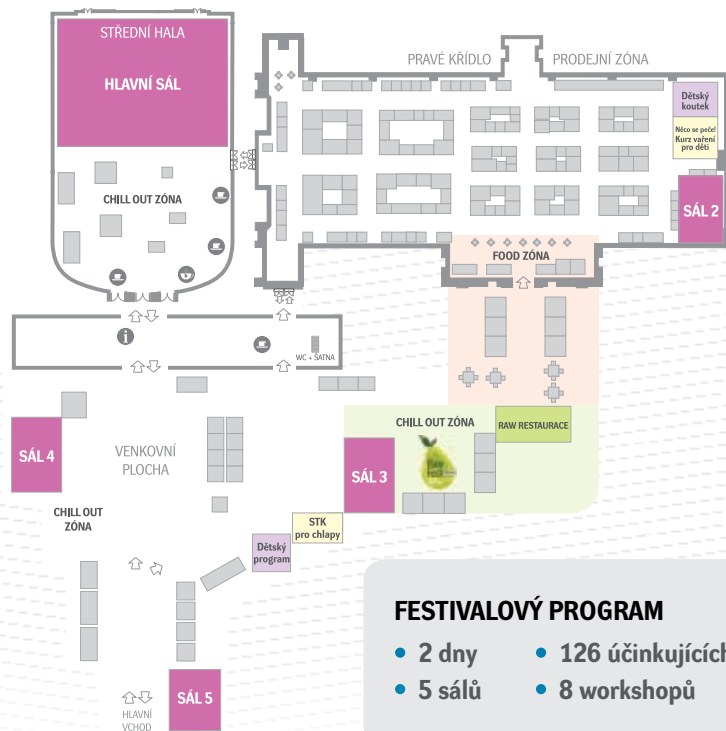 STŘEDNÍ HALA
HLAVNÍ SÁL
CHILL OUT ZÓNA
PRAVÉ KŘÍDLO
PRODEJNÍ ZÓNA
Dětský
koutek
Něco se peče!
Kurz vaření
pro děti
SÁL 2
FOOD ZÓNA
i
WC + ŠATNA
SÁL 4
VENKOVNÍ
PLOCHA
CHILL OUT
ZÓNA
CHILL OUT ZÓNA
RAW RESTAURACE
SÁL 3
STK
pro chlapy
Dětský
program
SÁL 5
HLAVNÍ
VCHOD
FESTIVALOVÝ PROGRAM
• 2 dny
• 126 účinkujících
• 5 sálů
• 8 workshopů